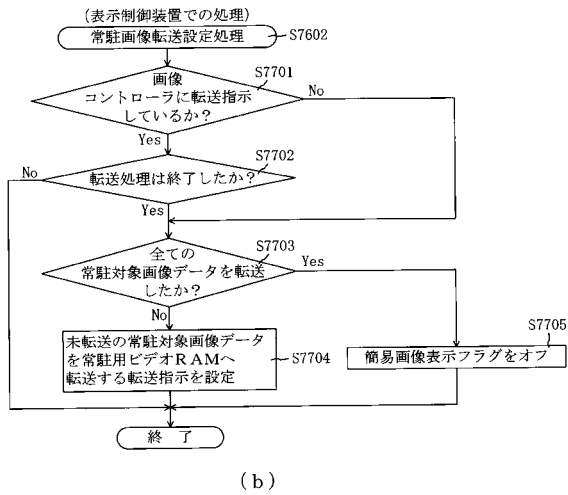 (表示制御装置での処理)
常駐画像転送設定処理
S7602
S7701
画像
コントローラに転送指示
しているか?
No
Yes
S7702
No
転送処理は終了したか?
Yes
S7703
全ての
常駐対象画像データを転送
したか?
Yes
No
S7705
未転送の常駐対象画像データ
を常駐用ビデオRAMへ
転送する転送指示を設定
S7704
簡易画像表示フラグをオフ
終 了
(b)